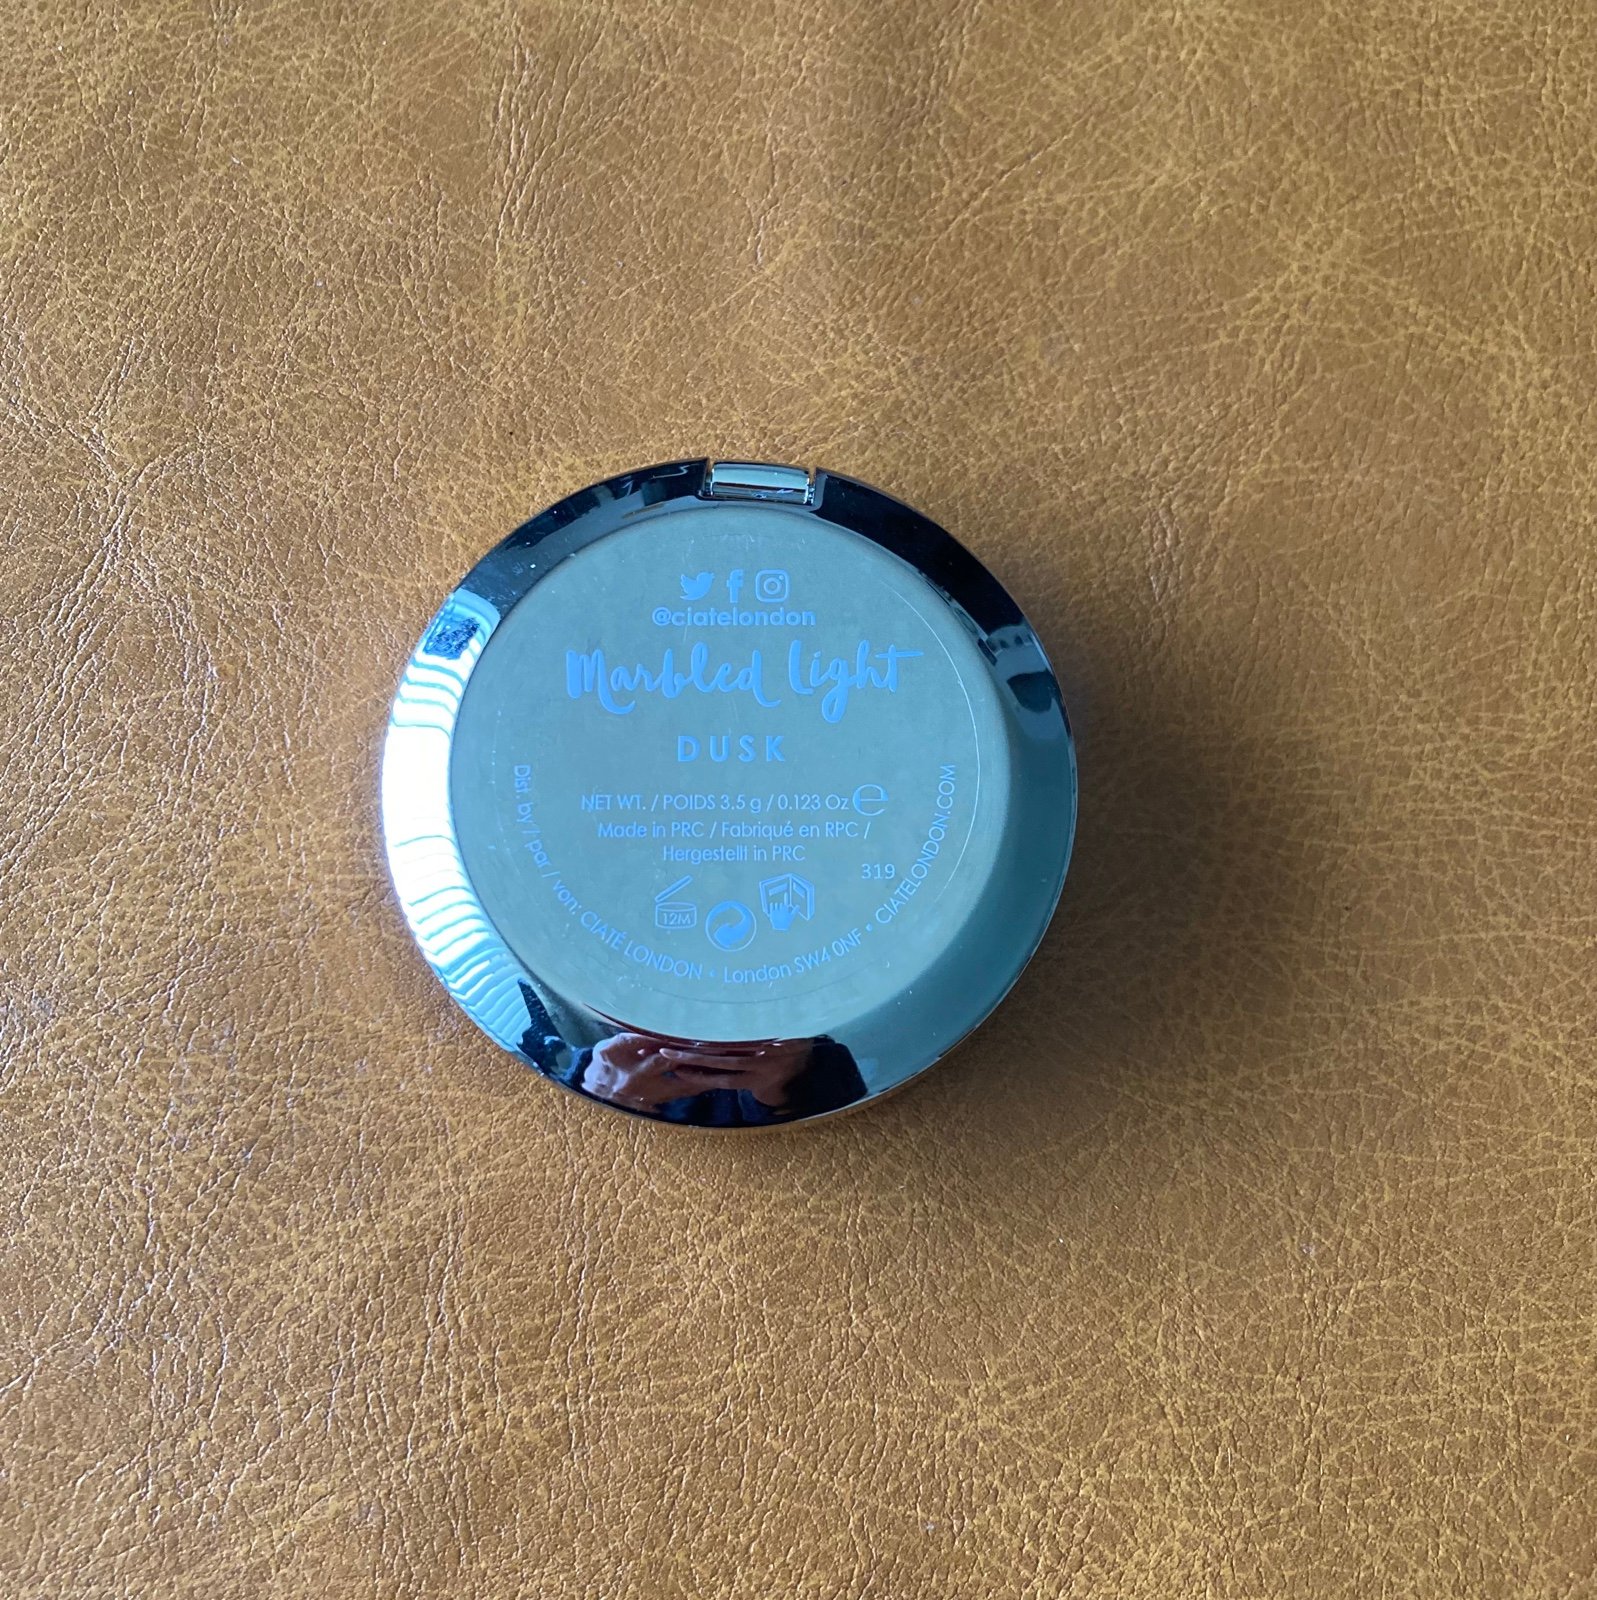 @ciatelondon
Marbled Light
DUSK
NET WT. / POIDS 3.5 g / 0.123 Oz ℮
Made in PRC / Fabriqué en RPC /
Hergestellt in PRC
319
12M
Distr. by / par / von: CIATÉ LONDON • London SW4 0NF • CIATELONDON.COM